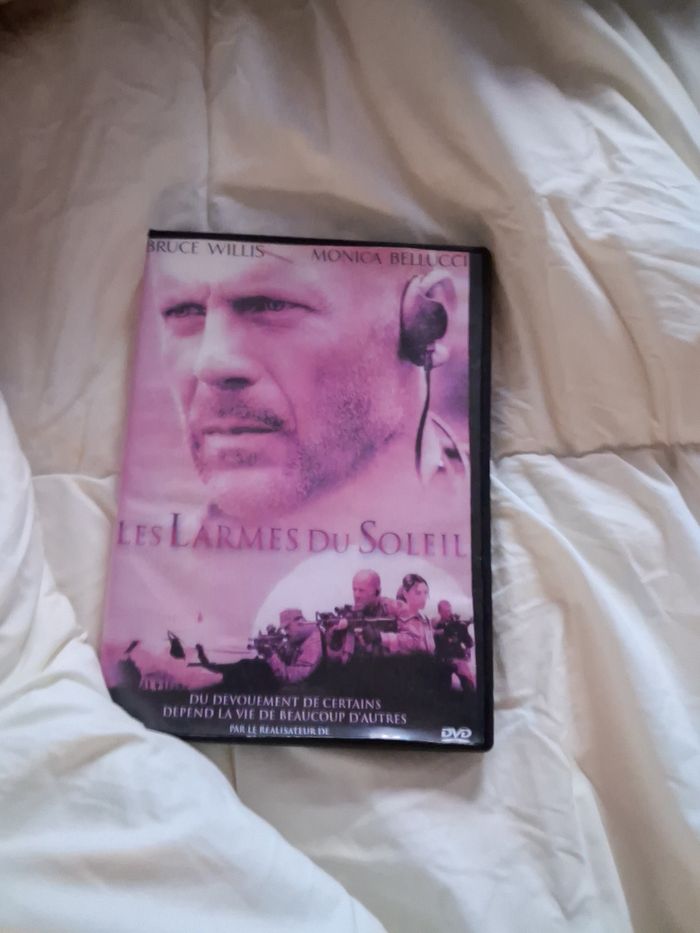 BRUCE WILLIS MONICA BELLUCCI
LES LARMES DU SOLEIL
DU DEVOUEMENT DE CERTAINS
DEPEND LA VIE DE BEAUCOUP D'AUTRES
PAR LE REALISATEUR DE
DVD